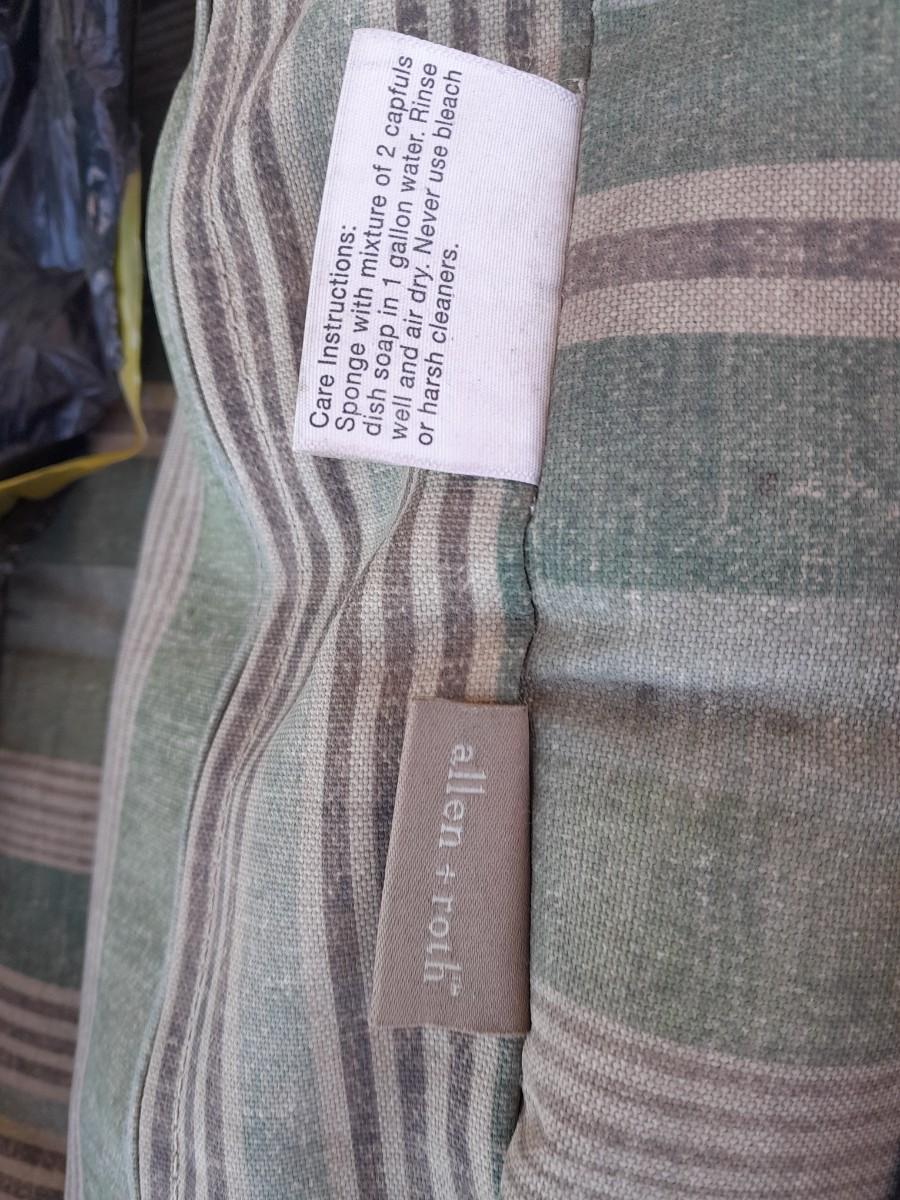 Care Instructions:
Sponge with mixture of 2 capfuls
dish soap in 1 gallon water. Rinse
well and air dry. Never use bleach
or harsh cleaners.
allen + roth™